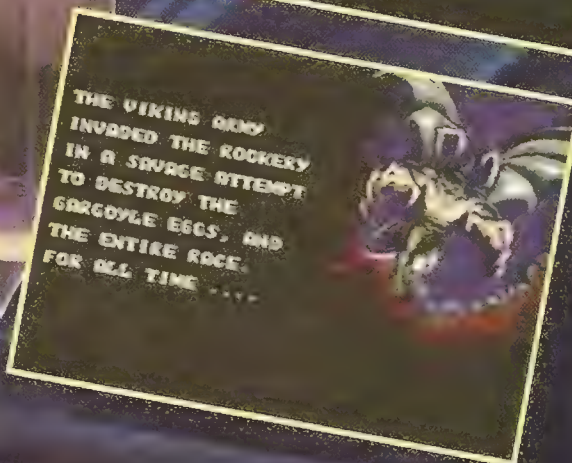 THE VIKING ARMY
INVADED THE ROOKERY
IN A SAVAGE ATTEMPT
TO DESTROY THE
GARGOYLE EGGS, AND
THE ENTIRE RACE.
FOR ALL TIME ....